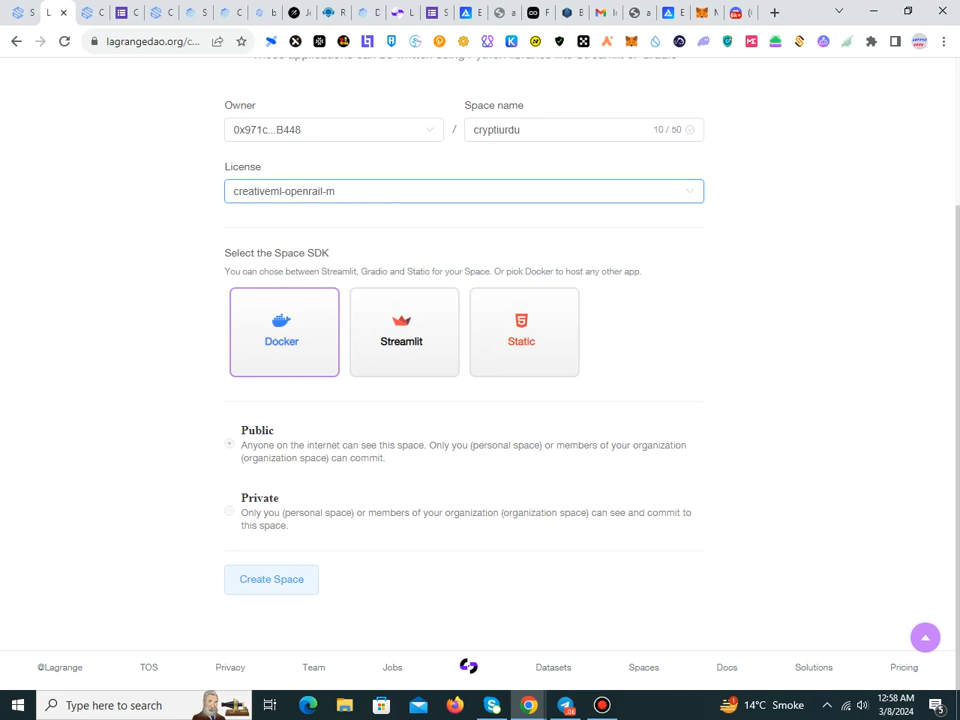 lagrangedao.org/c...
Owner
Space name
0x971c...B448
/
cryptiurdu
10 / 50
License
creativeml-openrail-m
Select the Space SDK
You can chose between Streamlit, Gradio and Static for your Space. Or pick Docker to host any other app.
Docker
Streamlit
Static
Public
Anyone on the internet can see this space. Only you (personal space) or members of your organization
(organization space) can commit.
Private
Only you (personal space) or members of your organization (organization space) can see and commit to
this space.
Create Space
@Lagrange
TOS
Privacy
Team
Jobs
Datasets
Spaces
Docs
Solutions
Pricing
Type here to search
14°C Smoke
12:58 AM
3/8/2024